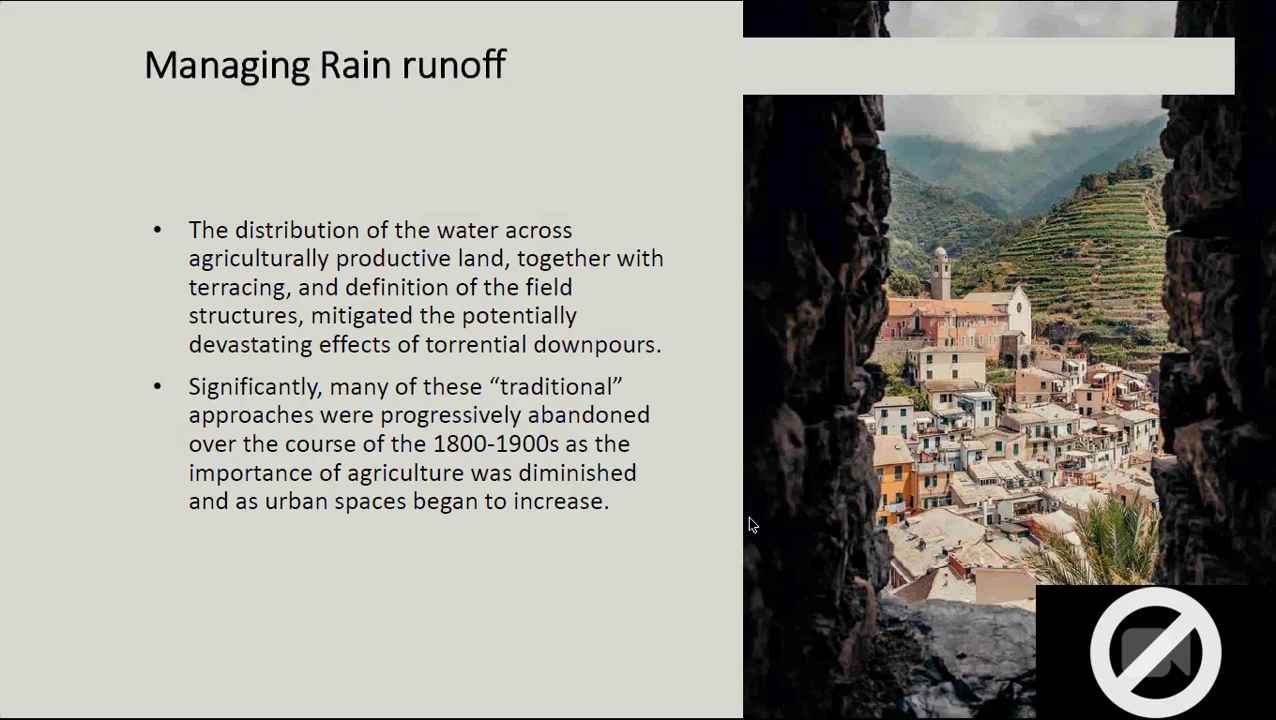 Managing Rain runoff
• The distribution of the water across
agriculturally productive land, together with
terracing, and definition of the field
structures, mitigated the potentially
devastating effects of torrential downpours.
• Significantly, many of these “traditional”
approaches were progressively abandoned
over the course of the 1800-1900s as the
importance of agriculture was diminished
and as urban spaces began to increase.